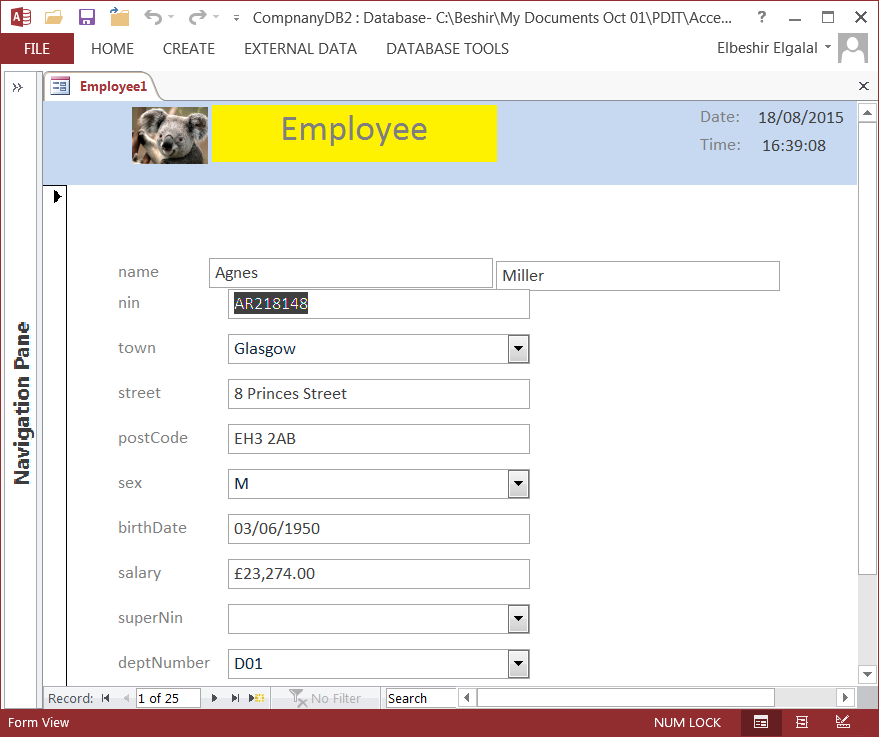 CompnanyDB2 : Database- C:\Beshir\My Documents Oct 01\PDIT\Acce... ?
FILE HOME CREATE EXTERNAL DATA DATABASE TOOLS Elbeshir Elgalal
Employee1
Employee
Date: 18/08/2015
Time: 16:39:08
Navigation Pane
name Agnes Miller
nin AR218148
town Glasgow
street 8 Princes Street
postCode EH3 2AB
sex M
birthDate 03/06/1950
salary £23,274.00
superNin
deptNumber D01
Record: 1 of 25 No Filter Search
Form View NUM LOCK